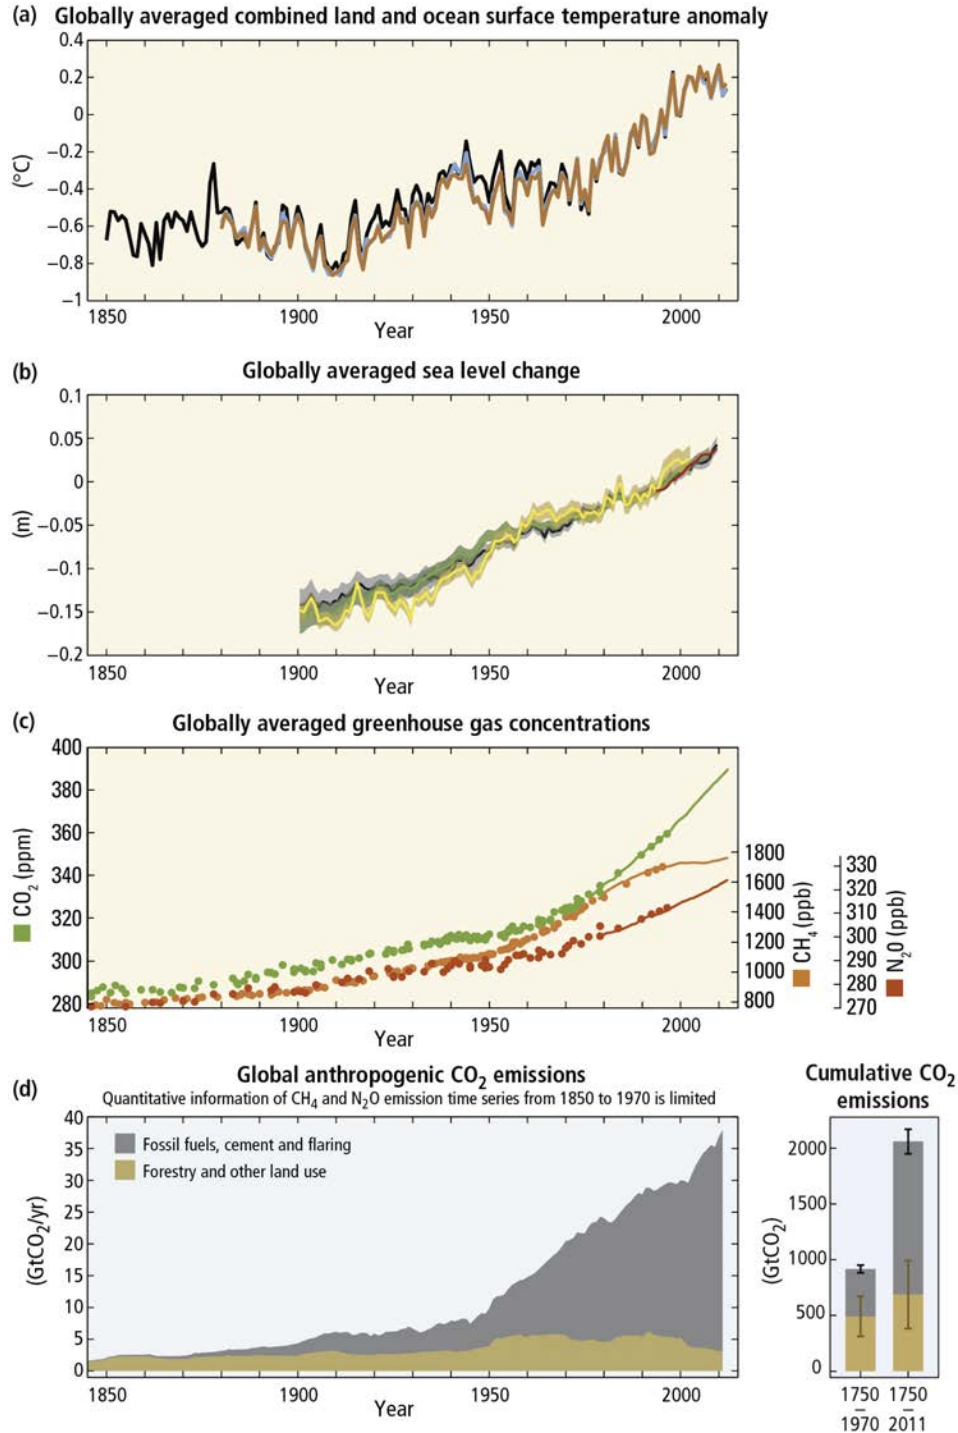 (a) Globally averaged combined land and ocean surface temperature anomaly
0.4
0.2
0
−0.2
−0.4
−0.6
−0.8
−1
(°C)
1850 1900 1950 2000
Year
(b) Globally averaged sea level change
0.1
0.05
0
−0.05
−0.1
−0.15
−0.2
(m)
1850 1900 1950 2000
Year
(c) Globally averaged greenhouse gas concentrations
400
380
360
340
320
300
280
CO₂ (ppm)
1800
1600
1400
1200
1000
800
CH₄ (ppb)
330
320
310
300
290
280
270
N₂0 (ppb)
1850 1900 1950 2000
Year
(d) Global anthropogenic CO₂ emissions
Quantitative information of CH₄ and N₂O emission time series from 1850 to 1970 is limited
40
35
30
25
20
15
10
5
0
(GtCO₂/yr)
Fossil fuels, cement and flaring
Forestry and other land use
1850 1900 1950 2000
Year
Cumulative CO₂
emissions
2000
1500
1000
500
0
(GtCO₂)
1750 1750
– –
1970 2011